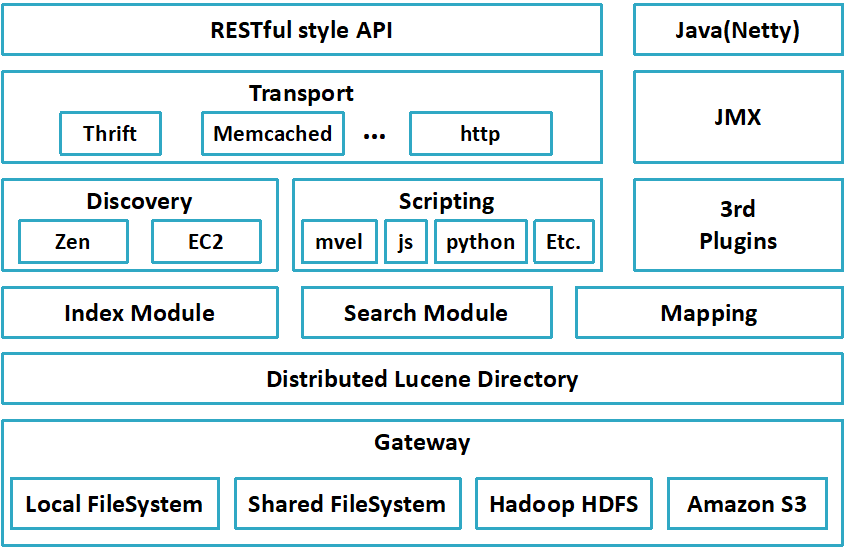 RESTful style API
Java(Netty)
Transport
Thrift
Memcached
...
http
JMX
Discovery
Zen
EC2
Scripting
mvel
js
python
Etc.
3rd
Plugins
Index Module
Search Module
Mapping
Distributed Lucene Directory
Gateway
Local FileSystem
Shared FileSystem
Hadoop HDFS
Amazon S3